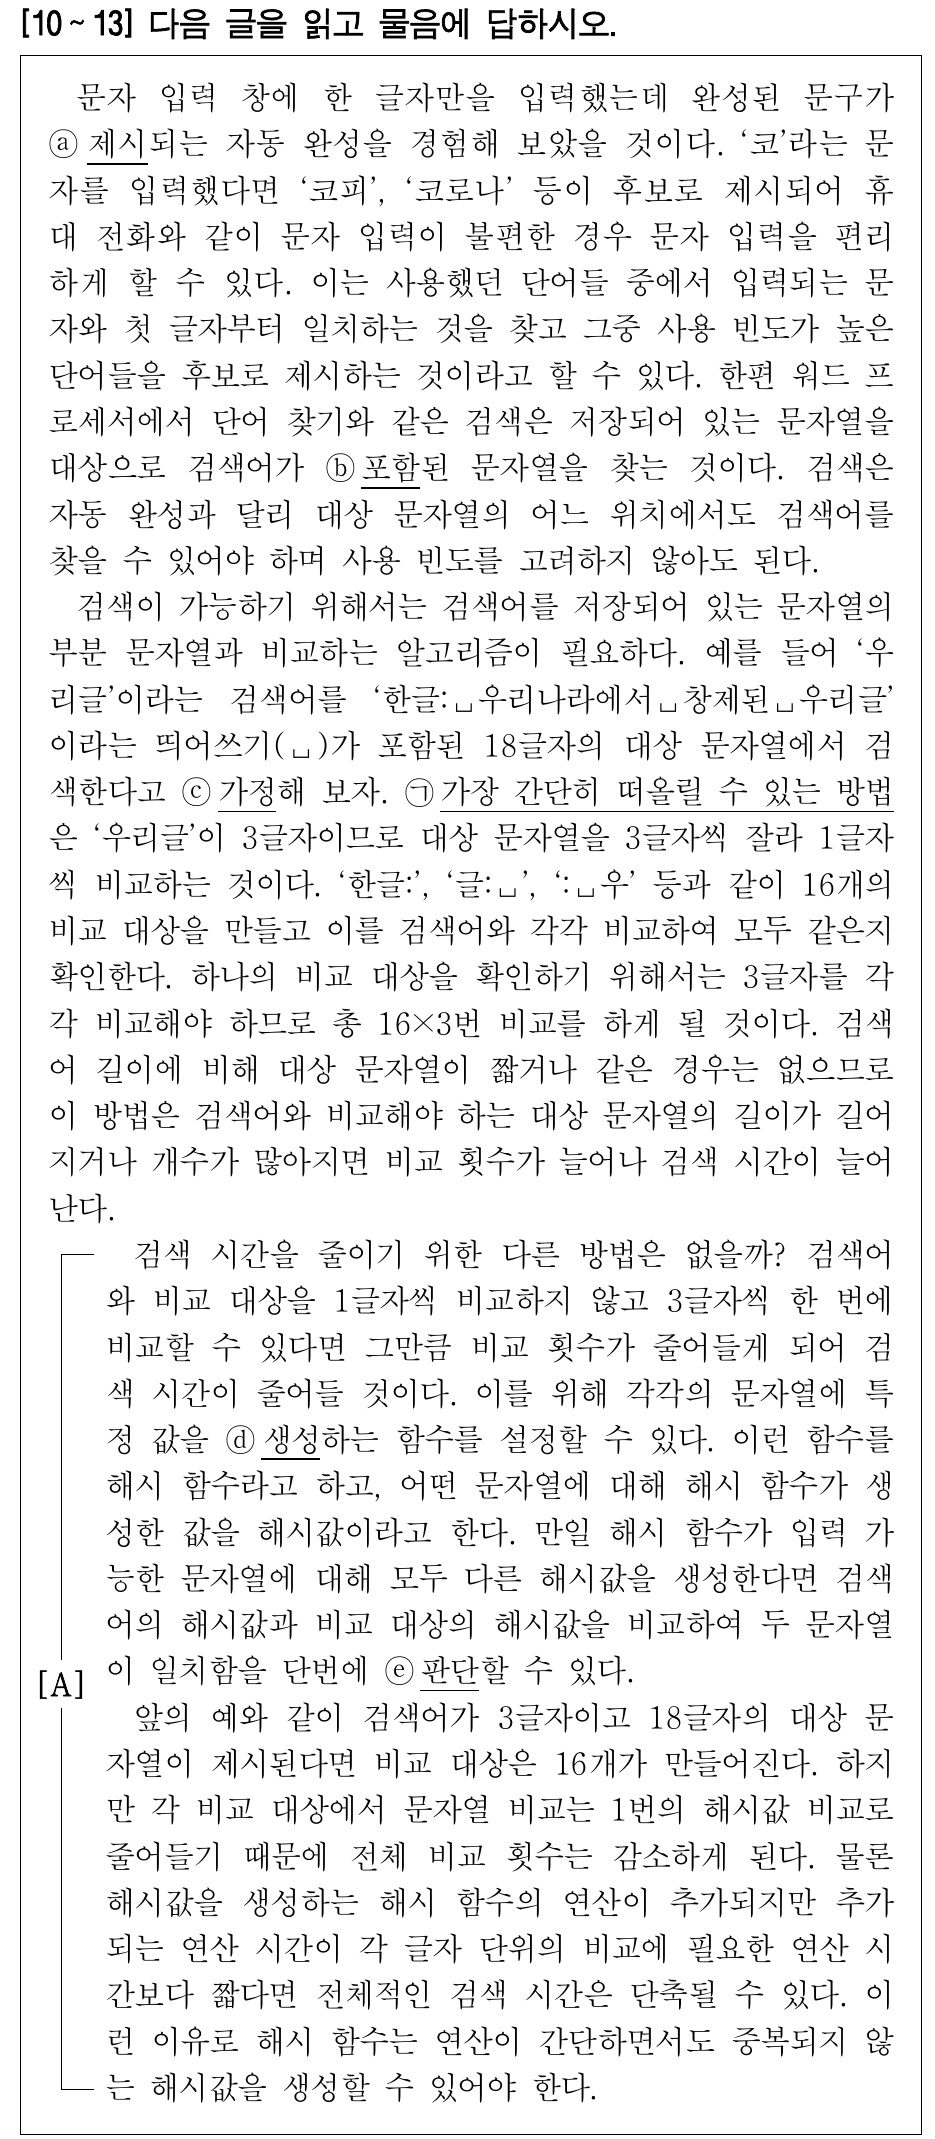 [10~13] 다음 글을 읽고 물음에 답하시오.
문자 입력 창에 한 글자만을 입력했는데 완성된 문구가
ⓐ제시되는 자동 완성을 경험해 보았을 것이다. ‘코’라는 문
자를 입력했다면 ‘코피’, ‘코로나’ 등이 후보로 제시되어 휴
대 전화와 같이 문자 입력이 불편한 경우 문자 입력을 편리
하게 할 수 있다. 이는 사용했던 단어들 중에서 입력되는 문
자와 첫 글자부터 일치하는 것을 찾고 그중 사용 빈도가 높은
단어들을 후보로 제시하는 것이라고 할 수 있다. 한편 워드 프
로세서에서 단어 찾기와 같은 검색은 저장되어 있는 문자열을
대상으로 검색어가 ⓑ포함된 문자열을 찾는 것이다. 검색은
자동 완성과 달리 대상 문자열의 어느 위치에서도 검색어를
찾을 수 있어야 하며 사용 빈도를 고려하지 않아도 된다.
검색이 가능하기 위해서는 검색어를 저장되어 있는 문자열의
부분 문자열과 비교하는 알고리즘이 필요하다. 예를 들어 ‘우
리글’이라는 검색어를 ‘한글:␣우리나라에서␣창제된␣우리글’
이라는 띄어쓰기(␣)가 포함된 18글자의 대상 문자열에서 검
색한다고 ⓒ가정해 보자. ㉠가장 간단히 떠올릴 수 있는 방법
은 ‘우리글’이 3글자이므로 대상 문자열을 3글자씩 잘라 1글자
씩 비교하는 것이다. ‘한글:’, ‘글:␣’, ‘:␣우’ 등과 같이 16개의
비교 대상을 만들고 이를 검색어와 각각 비교하여 모두 같은지
확인한다. 하나의 비교 대상을 확인하기 위해서는 3글자를 각
각 비교해야 하므로 총 16×3번 비교를 하게 될 것이다. 검색
어 길이에 비해 대상 문자열이 짧거나 같은 경우는 없으므로
이 방법은 검색어와 비교해야 하는 대상 문자열의 길이가 길어
지거나 개수가 많아지면 비교 횟수가 늘어나 검색 시간이 늘어
난다.
검색 시간을 줄이기 위한 다른 방법은 없을까? 검색어
와 비교 대상을 1글자씩 비교하지 않고 3글자씩 한 번에
비교할 수 있다면 그만큼 비교 횟수가 줄어들게 되어 검
색 시간이 줄어들 것이다. 이를 위해 각각의 문자열에 특
정 값을 ⓓ생성하는 함수를 설정할 수 있다. 이런 함수를
해시 함수라고 하고, 어떤 문자열에 대해 해시 함수가 생
성한 값을 해시값이라고 한다. 만일 해시 함수가 입력 가
능한 문자열에 대해 모두 다른 해시값을 생성한다면 검색
어의 해시값과 비교 대상의 해시값을 비교하여 두 문자열
[A] 이 일치함을 단번에 ⓔ판단할 수 있다.
앞의 예와 같이 검색어가 3글자이고 18글자의 대상 문
자열이 제시된다면 비교 대상은 16개가 만들어진다. 하지
만 각 비교 대상에서 문자열 비교는 1번의 해시값 비교로
줄어들기 때문에 전체 비교 횟수는 감소하게 된다. 물론
해시값을 생성하는 해시 함수의 연산이 추가되지만 추가
되는 연산 시간이 각 글자 단위의 비교에 필요한 연산 시
간보다 짧다면 전체적인 검색 시간은 단축될 수 있다. 이
런 이유로 해시 함수는 연산이 간단하면서도 중복되지 않
는 해시값을 생성할 수 있어야 한다.